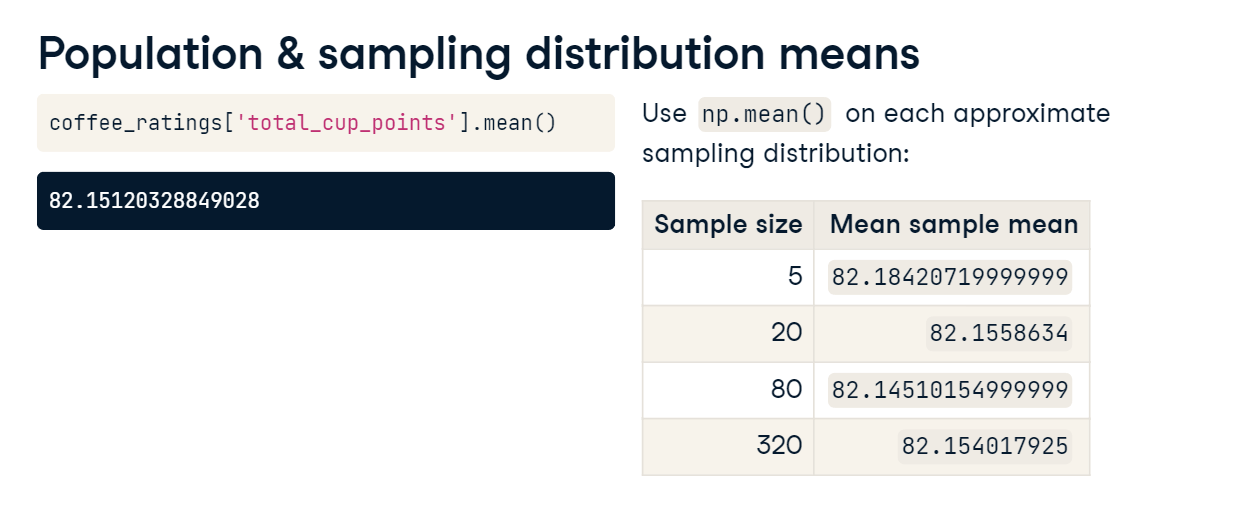 Population & sampling distribution means
coffee_ratings['total_cup_points'].mean()
82.15120328849028
Use np.mean() on each approximate
sampling distribution:
Sample size Mean sample mean
5 82.18420719999999
20 82.1558634
80 82.14510154999999
320 82.154017925